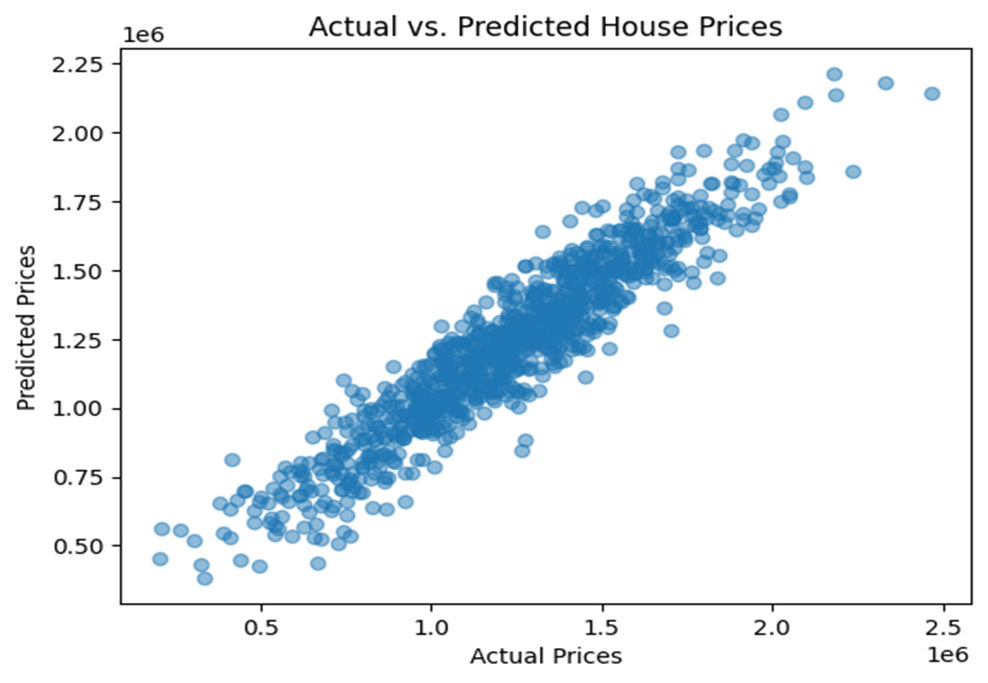 Actual vs. Predicted House Prices
1e6
Predicted Prices
2.25
2.00
1.75
1.50
1.25
1.00
0.75
0.50
0.5 1.0 1.5 2.0 2.5
Actual Prices
1e6